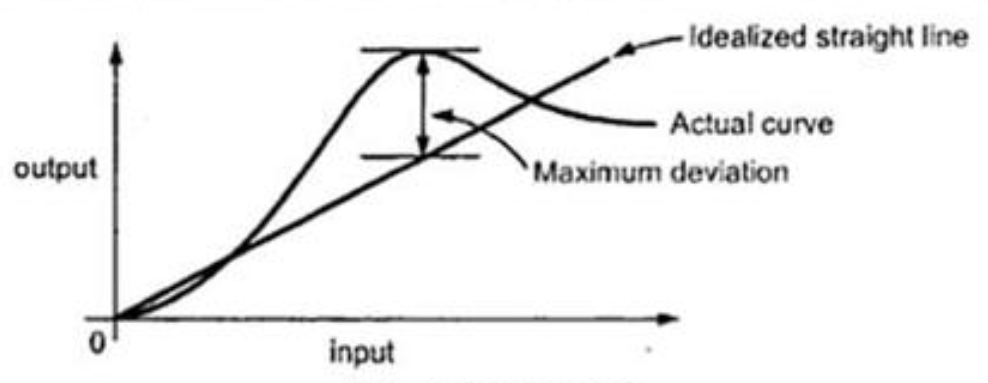 Idealized straight line
Actual curve
output
Maximum deviation
0
input